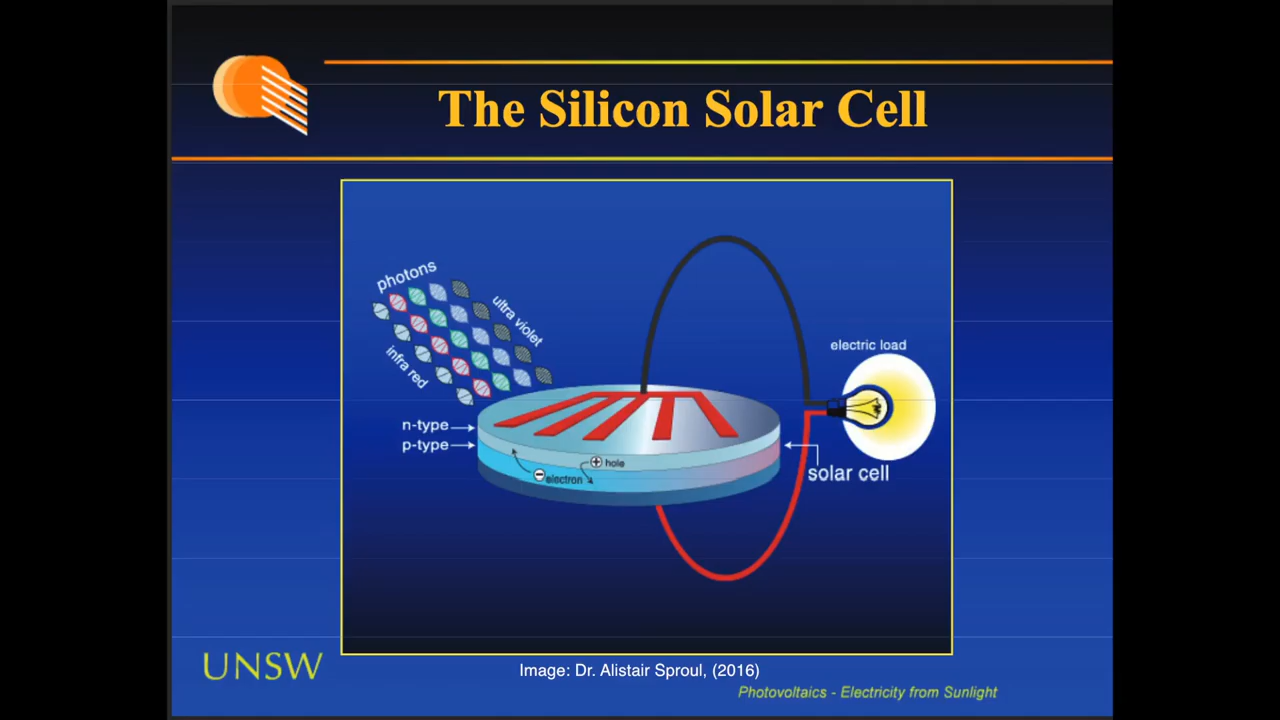 The Silicon Solar Cell
photons
ultra violet
infra red
electric load
n-type
p-type
hole
electron
solar cell
UNSW
Image: Dr. Alistair Sproul, (2016)
Photovoltaics - Electricity from Sunlight